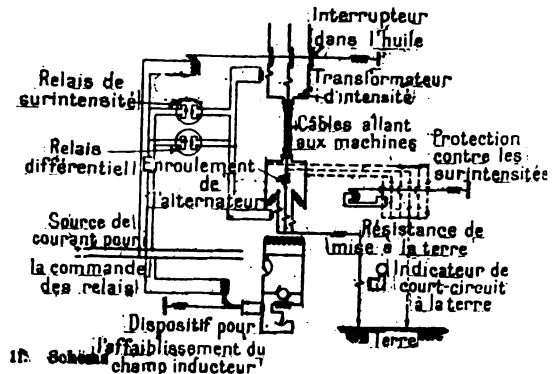 Interrupteur
dans l'huile
Transformateur
d'intensité
Câbles allant
aux machines
Relais de
surintensité
Relais
différentiel
Enroulement
de
l'alternateur
Protection
contre les
surintensités
Source de
courant pour
la commande
des relais
Résistance de
mise à la terre
Indicateur de
court-circuit
à la terre
Dispositif pour
l'affaiblissement du
champ inducteur
Terre
Schéma